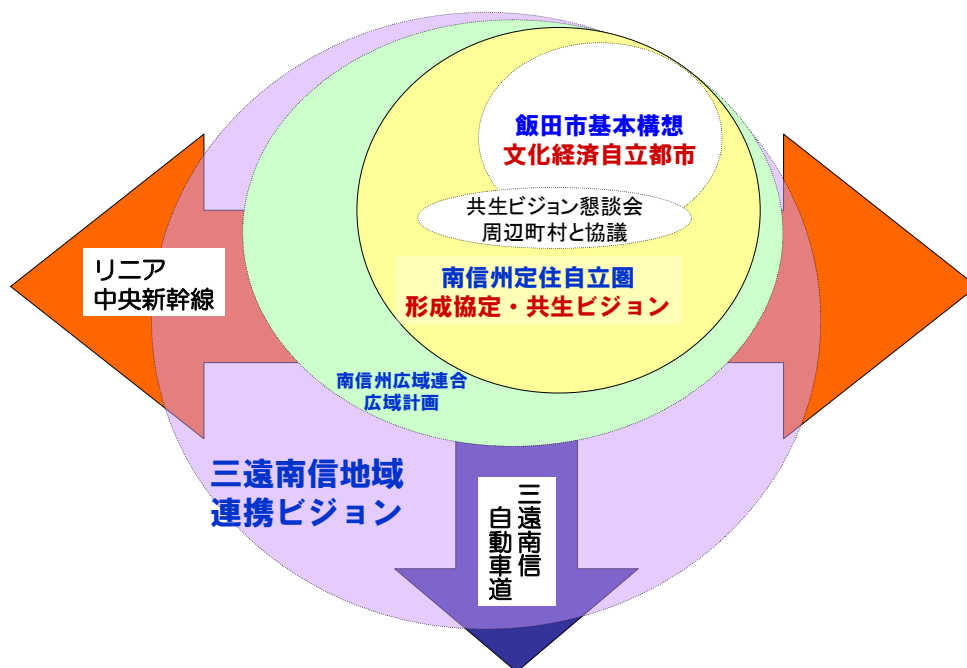 飯田市基本構想
文化経済自立都市
共生ビジョン懇談会
周辺町村と協議
リニア
中央新幹線
南信州定住自立圏
形成協定・共生ビジョン
南信州広域連合
広域計画
三遠南信地域
連携ビジョン
三遠南信
自動車道